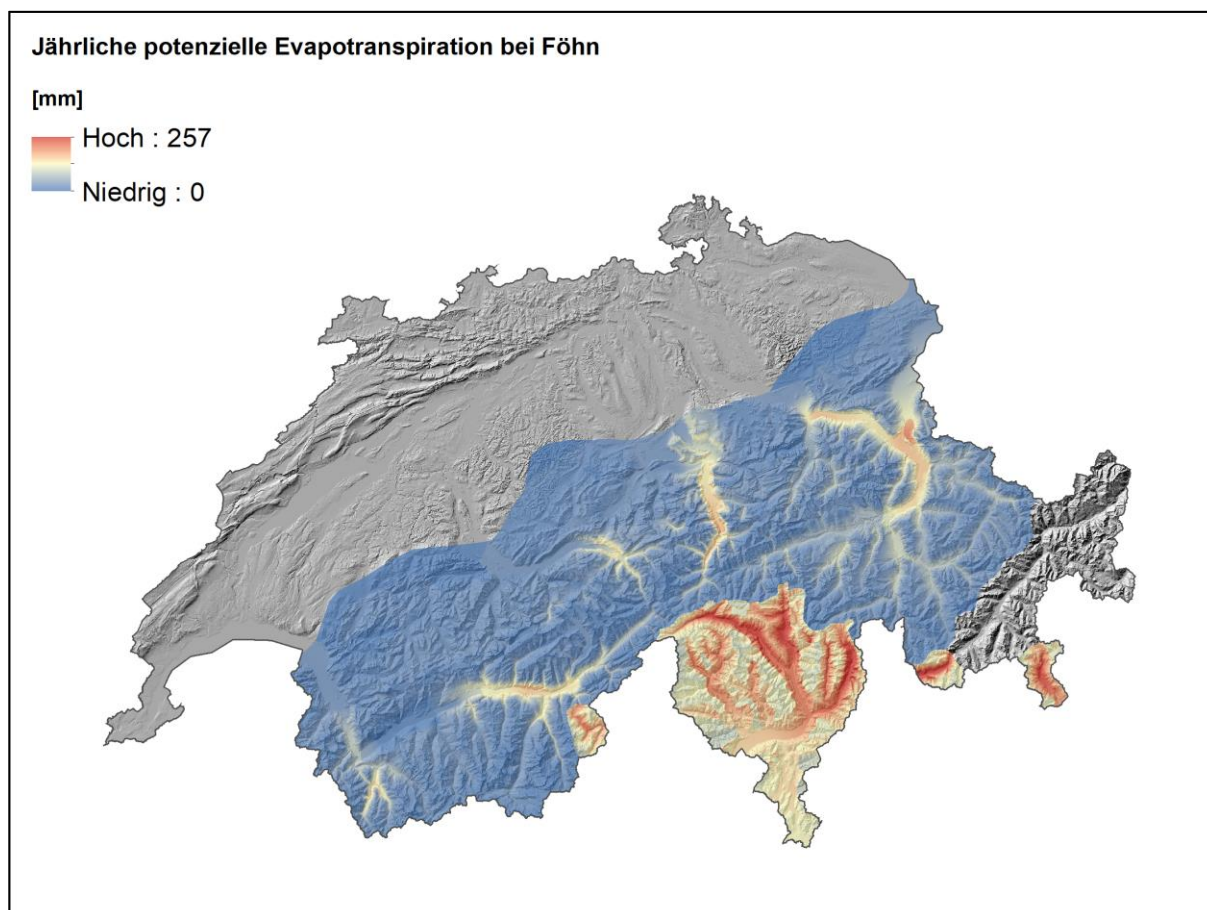 Jährliche potenzielle Evapotranspiration bei Föhn
[mm]
Hoch : 257
Niedrig : 0